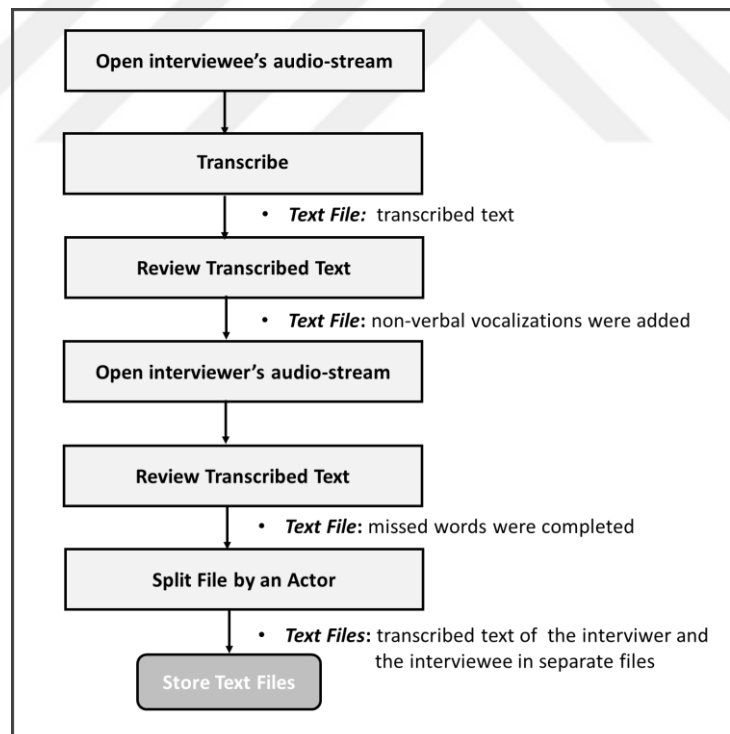 Open interviewee's audio-stream
Transcribe
• Text File: transcribed text
Review Transcribed Text
• Text File: non-verbal vocalizations were added
Open interviewer's audio-stream
Review Transcribed Text
• Text File: missed words were completed
Split File by an Actor
• Text Files: transcribed text of the interviwer and
the interviewee in separate files
Store Text Files